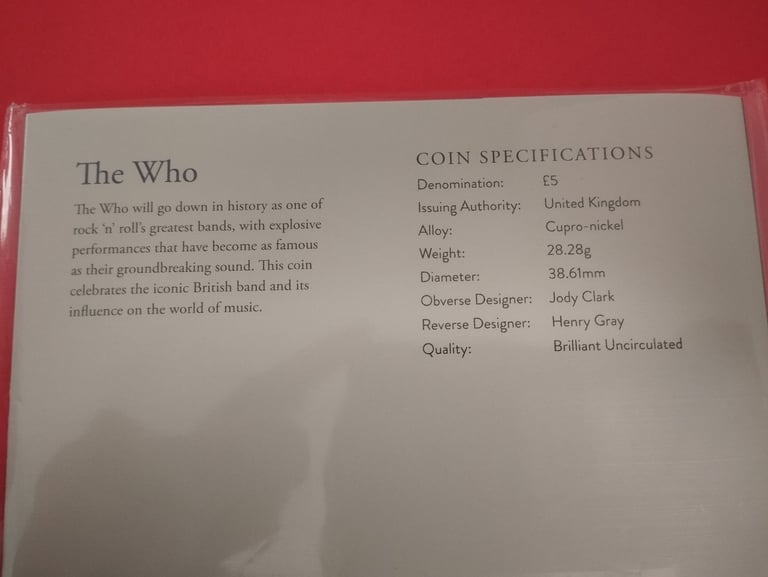 The Who
The Who will go down in history as one of
rock ‘n’ roll’s greatest bands, with explosive
performances that have become as famous
as their groundbreaking sound. This coin
celebrates the iconic British band and its
influence on the world of music.
COIN SPECIFICATIONS
Denomination: £5
Issuing Authority: United Kingdom
Alloy: Cupro-nickel
Weight: 28.28g
Diameter: 38.61mm
Obverse Designer: Jody Clark
Reverse Designer: Henry Gray
Quality: Brilliant Uncirculated